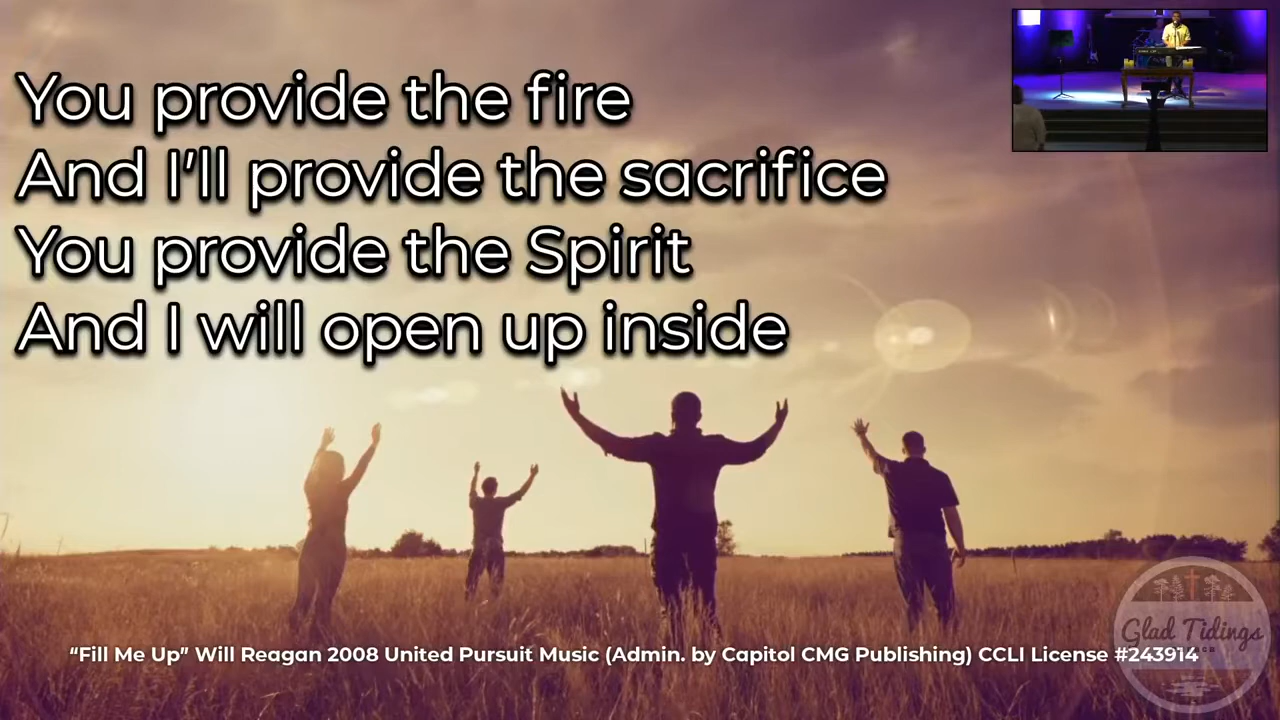 You provide the fire
And I’ll provide the sacrifice
You provide the Spirit
And I will open up inside
“Fill Me Up” Will Reagan 2008 United Pursuit Music (Admin. by Capitol CMG Publishing) CCLI License #243914
Glad Tidings